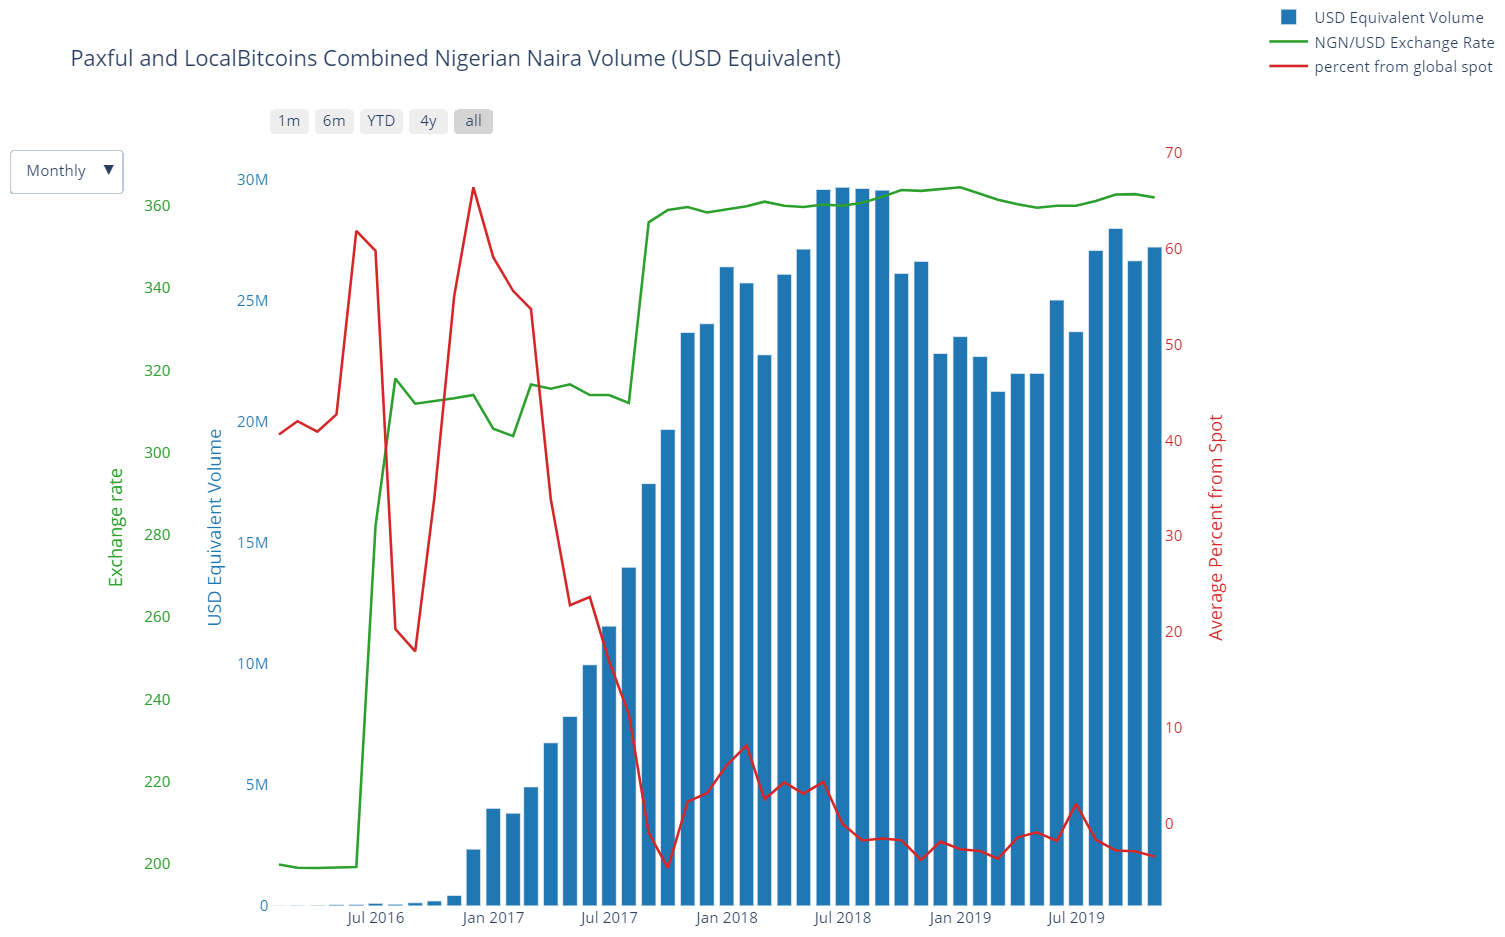 USD Equivalent Volume
NGN/USD Exchange Rate
percent from global spot
Paxful and LocalBitcoins Combined Nigerian Naira Volume (USD Equivalent)
1m 6m YTD 4y all
Monthly ▼
Exchange rate
360
340
320
300
280
260
240
220
200
USD Equivalent Volume
30M
25M
20M
15M
10M
5M
0
70
60
50
40
30
20
10
0
Average Percent from Spot
Jul 2016 Jan 2017 Jul 2017 Jan 2018 Jul 2018 Jan 2019 Jul 2019